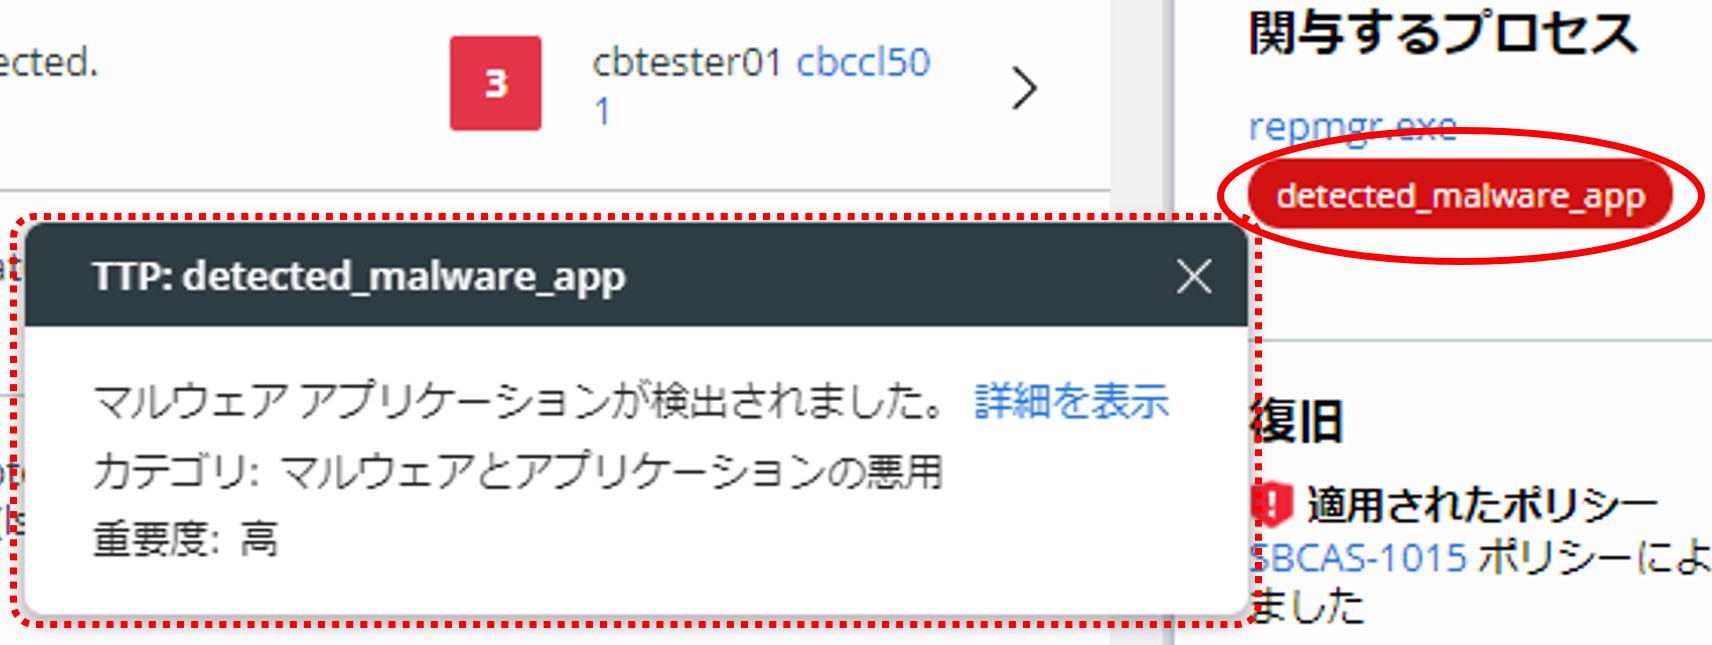 ected.
3
cbtester01 cbccl50
1
TTP: detected_malware_app
マルウェア アプリケーションが検出されました。 詳細を表示
カテゴリ: マルウェアとアプリケーションの悪用
重要度: 高
関与するプロセス
repmgr.exe
detected_malware_app
復旧
適用されたポリシー
SBCAS-1015 ポリシーによ
ました